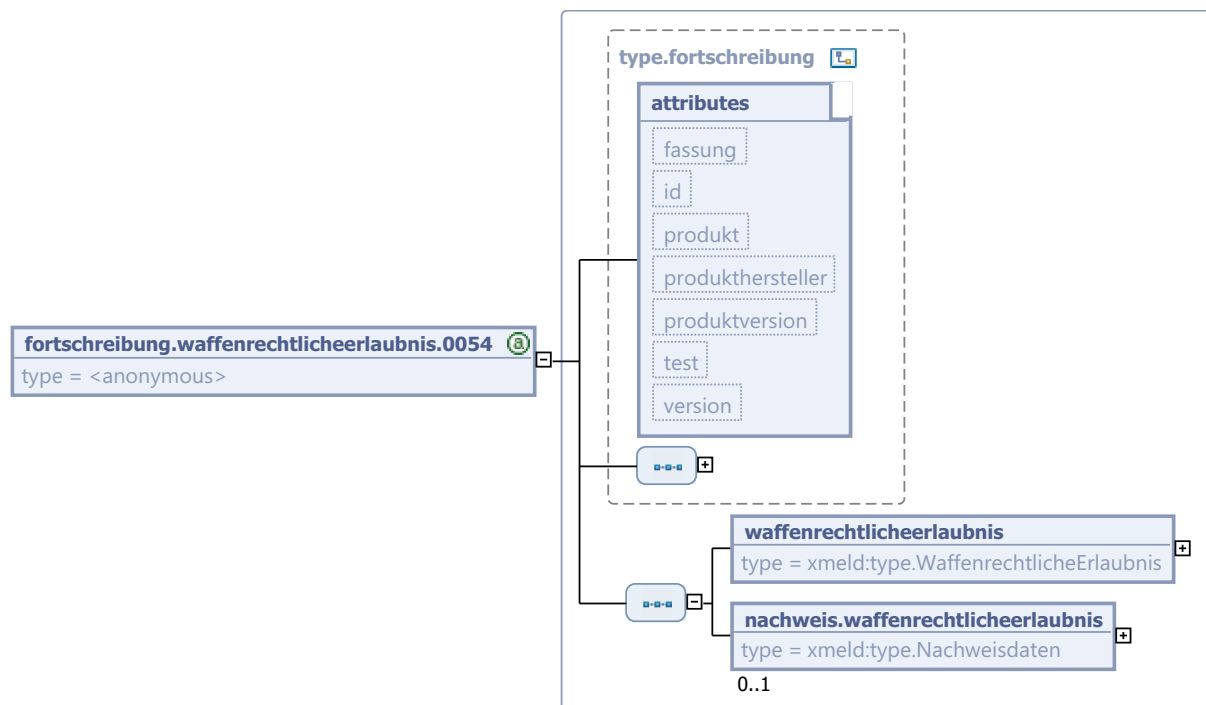 type.fortschreibung
attributes
fassung
id
produkt
produkthersteller
produktversion
test
version
fortschreibung.waffenrechtlicheerlaubnis.0054
type = <anonymous>
waffenrechtlicheerlaubnis
type = xmeld:type.WaffenrechtlicheErlaubnis
nachweis.waffenrechtlicheerlaubnis
type = xmeld:type.Nachweisdaten
0..1